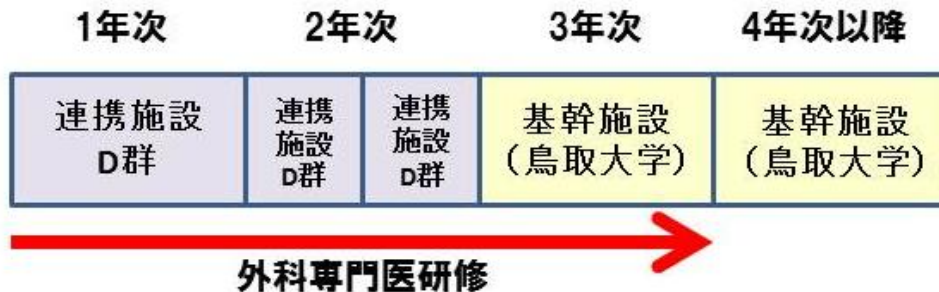 1年次 2年次 3年次 4年次以降
連携施設
D群
連携
施設
D群
連携
施設
D群
基幹施設
(鳥取大学)
基幹施設
(鳥取大学)
外科専門医研修